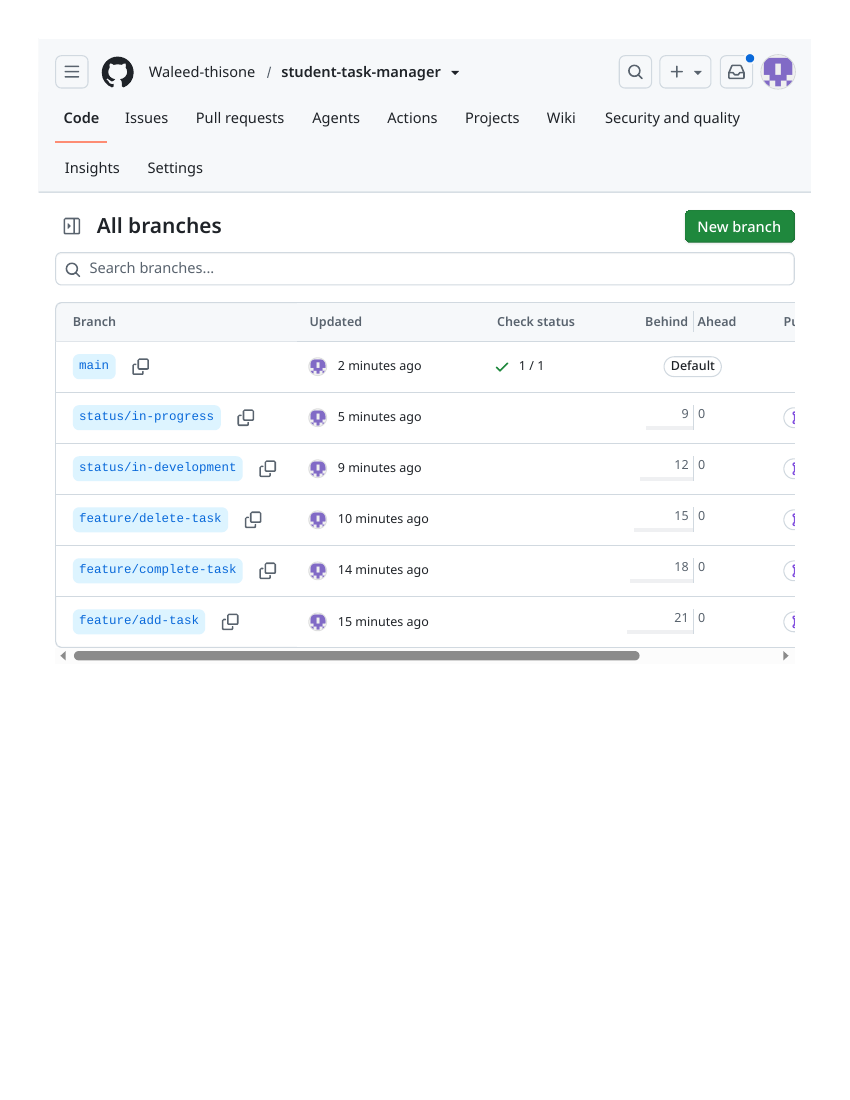 Waleed-thisone / student-task-manager
Code Issues Pull requests Agents Actions Projects Wiki Security and quality
Insights Settings
All branches New branch
Search branches...
Branch Updated Check status Behind Ahead Pu
main 2 minutes ago 1 / 1 Default
status/in-progress 5 minutes ago 9 0
status/in-development 9 minutes ago 12 0
feature/delete-task 10 minutes ago 15 0
feature/complete-task 14 minutes ago 18 0
feature/add-task 15 minutes ago 21 0